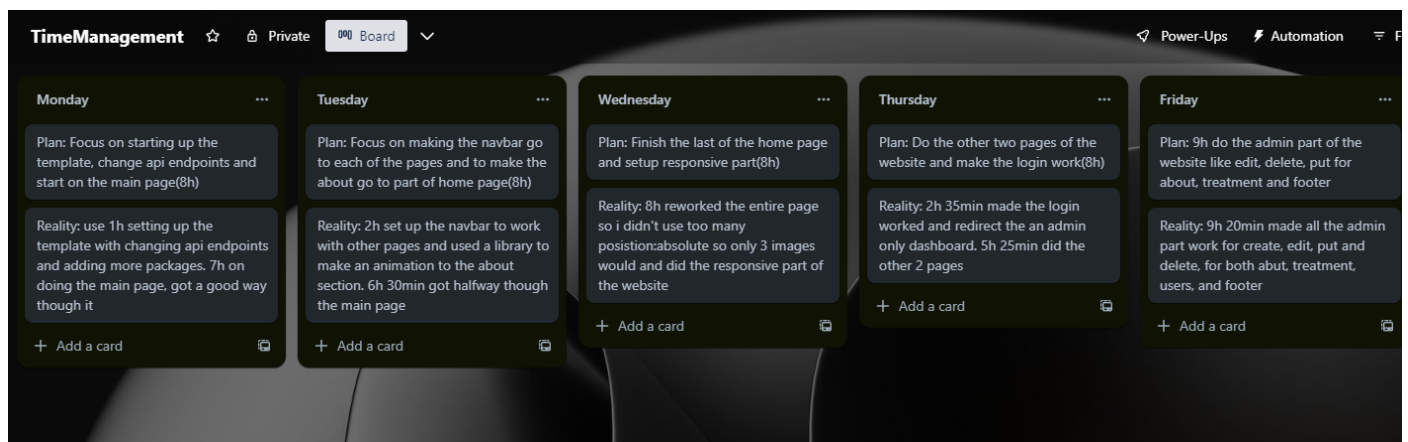 TimeManagement
Private
Board
Power-Ups
Automation
F
Monday
Plan: Focus on starting up the
template, change api endpoints and
start on the main page(8h)
Reality: use 1h setting up the
template with changing api endpoints
and adding more packages. 7h on
doing the main page, got a good way
though it
+ Add a card
Tuesday
Plan: Focus on making the navbar go
to each of the pages and to make the
about go to part of home page(8h)
Reality: 2h set up the navbar to work
with other pages and used a library to
make an animation to the about
section. 6h 30min got halfway though
the main page
+ Add a card
Wednesday
Plan: Finish the last of the home page
and setup responsive part(8h)
Reality: 8h reworked the entire page
so i didn't use too many
posistion:absolute so only 3 images
would and did the responsive part of
the website
+ Add a card
Thursday
Plan: Do the other two pages of the
website and make the login work(8h)
Reality: 2h 35min made the login
worked and redirect the an admin
only dashboard. 5h 25min did the
other 2 pages
+ Add a card
Friday
Plan: 9h do the admin part of the
website like edit, delete, put for
about, treatment and footer
Reality: 9h 20min made all the admin
part work for create, edit, put and
delete, for both abut, treatment,
users, and footer
+ Add a card